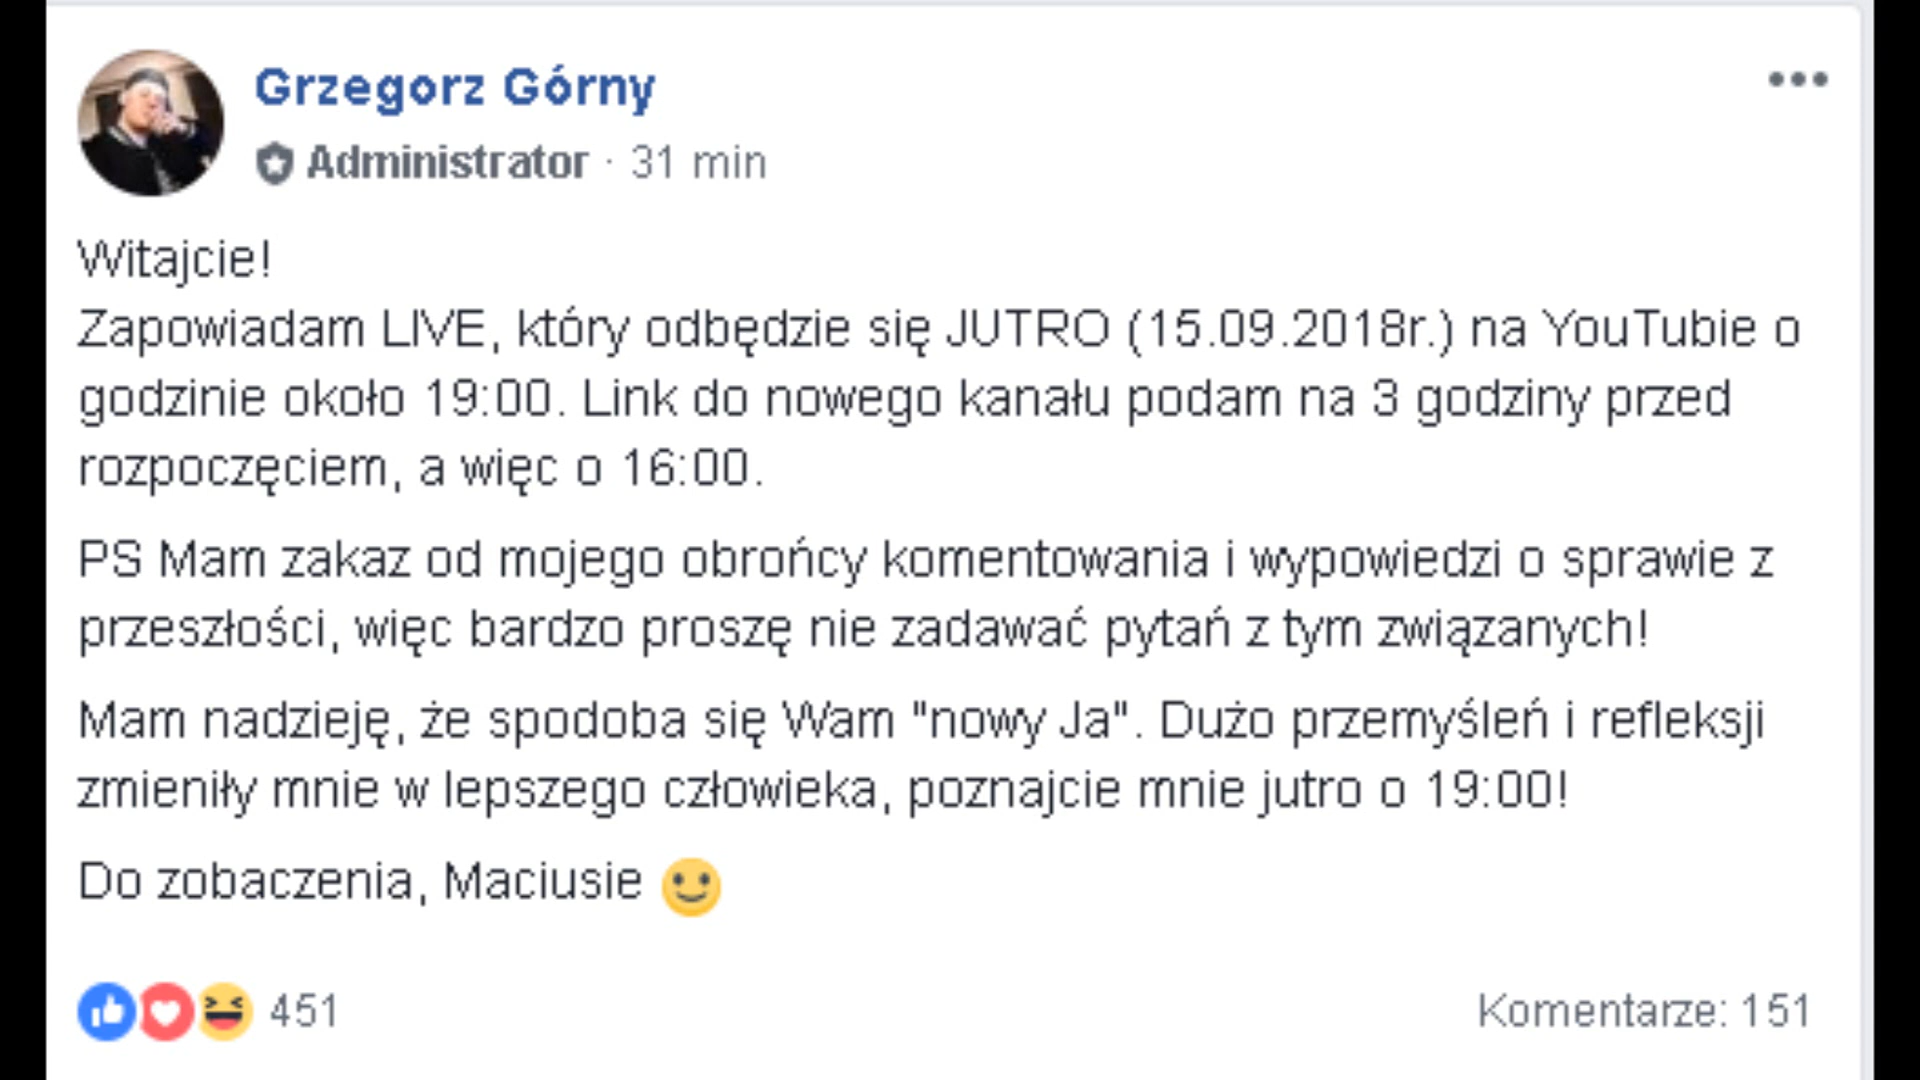 Grzegorz Górny
Administrator · 31 min
Witajcie!
Zapowiadam LIVE, który odbędzie się JUTRO (15.09.2018r.) na YouTubie o
godzinie około 19:00. Link do nowego kanału podam na 3 godziny przed
rozpoczęciem, a więc o 16:00.
PS Mam zakaz od mojego obrońcy komentowania i wypowiedzi o sprawie z
przeszłości, więc bardzo proszę nie zadawać pytań z tym związanych!
Mam nadzieję, że spodoba się Wam "nowy Ja". Dużo przemyśleń i refleksji
zmieniły mnie w lepszego człowieka, poznajcie mnie jutro o 19:00!
Do zobaczenia, Maciusie
451
Komentarze: 151